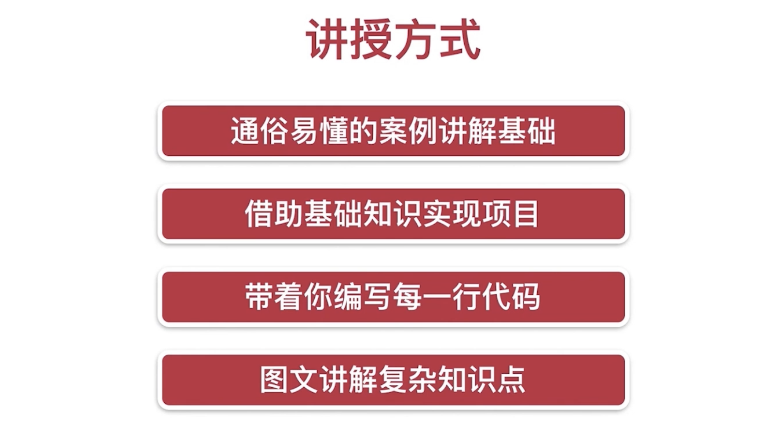 讲授方式
通俗易懂的案例讲解基础
借助基础知识实现项目
带着你编写每一行代码
图文讲解复杂知识点